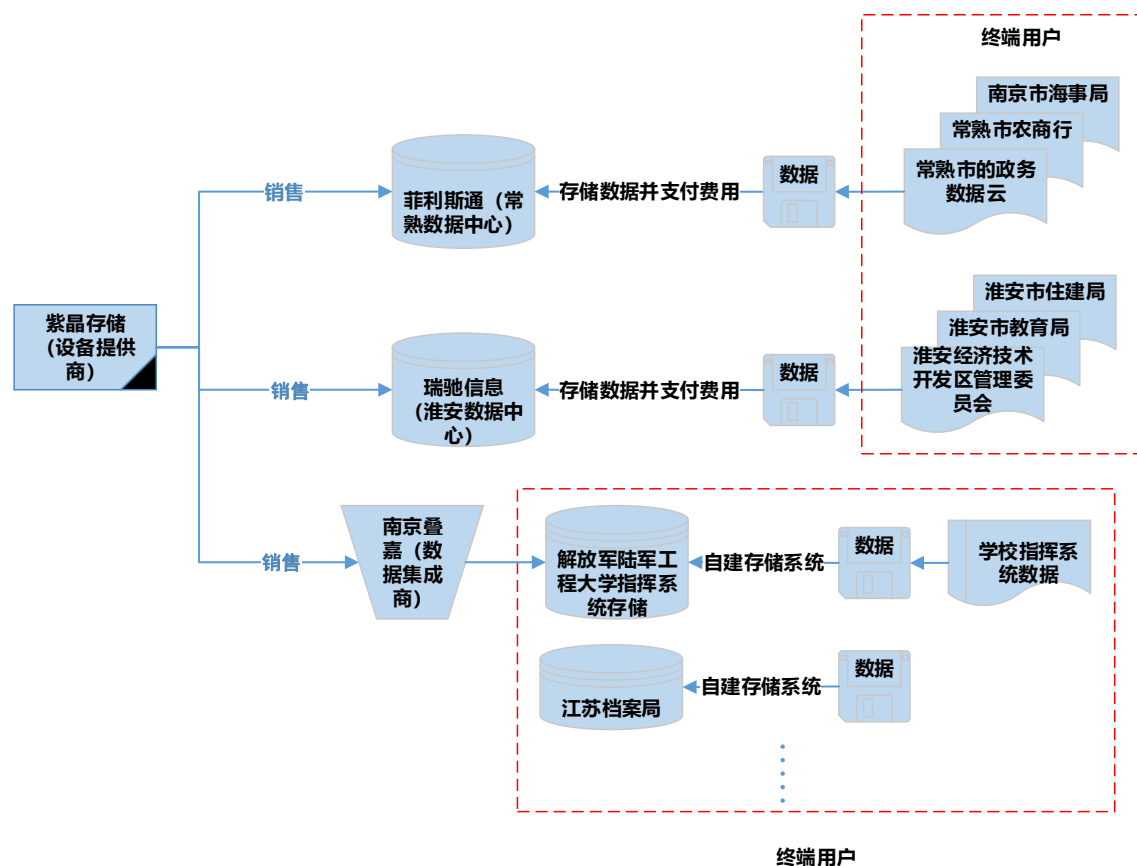 终端用户
南京市海事局
常熟市农商行
常熟市的政务
数据云
数据
存储数据并支付费用
菲利斯通（常
熟数据中心）
销售
紫晶存储
（设备提供
商）
淮安市住建局
淮安市教育局
淮安经济技术
开发区管理委
员会
数据
存储数据并支付费用
瑞驰信息
（淮安数据中
心）
销售
销售
南京叠
嘉（数
据集成
商）
解放军陆军工
程大学指挥系
统存储
自建存储系统
数据
学校指挥系
统数据
江苏档案局
自建存储系统
数据
终端用户